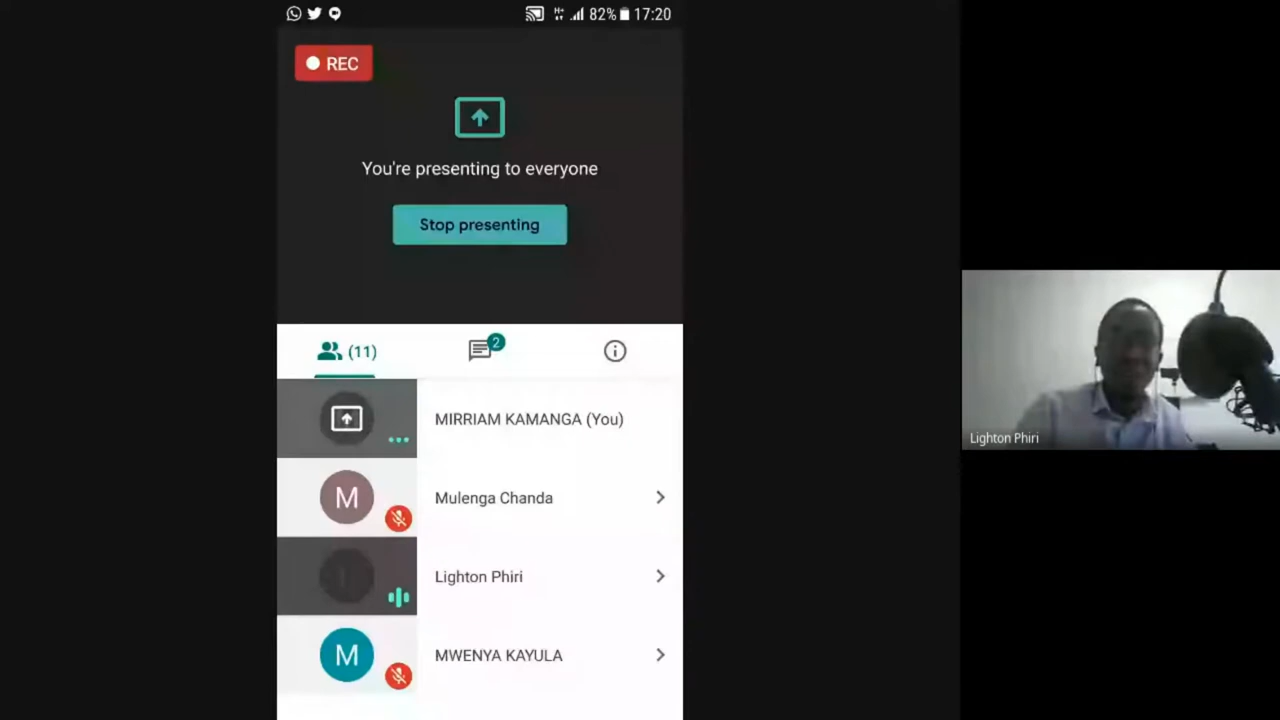 82% 17:20
REC
You're presenting to everyone
Stop presenting
(11)
2
MIRRIAM KAMANGA (You)
M
Mulenga Chanda
Lighton Phiri
M
MWENYA KAYULA
Lighton Phiri